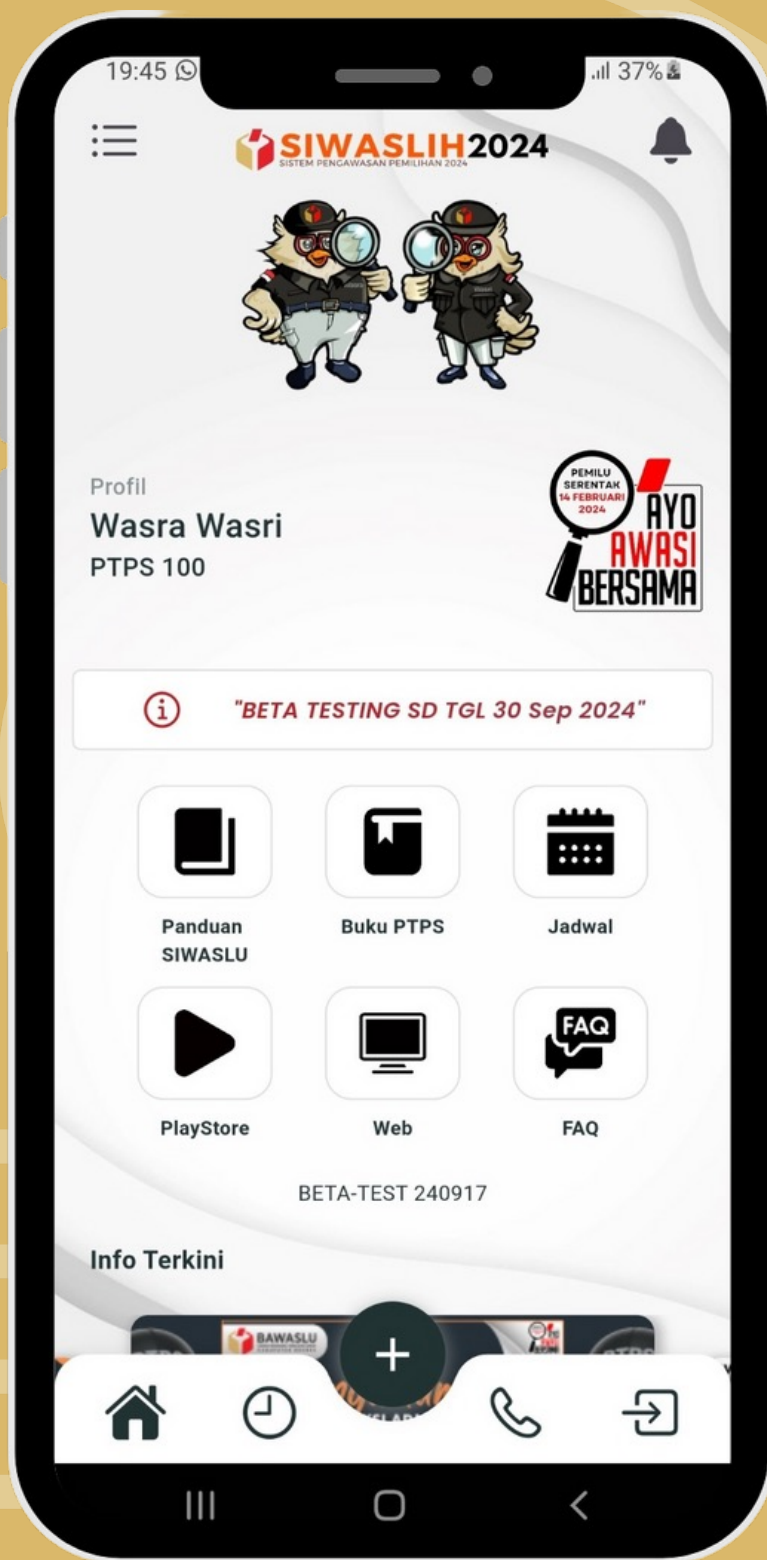 19:45
37%
SIWASLIH2024
SISTEM PENGAWASAN PEMILIHAN 2024
Profil
Wasra Wasri
PTPS 100
PEMILU
SERENTAK
14 FEBRUARI
2024
AYO
AWASI
BERSAMA
"BETA TESTING SD TGL 30 Sep 2024"
Panduan
SIWASLU
Buku PTPS
Jadwal
FAQ
PlayStore
Web
FAQ
BETA-TEST 240917
Info Terkini
BAWASLU